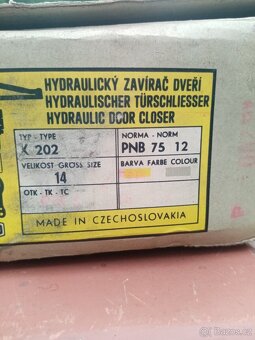 HYDRAULICKÝ ZAVÍRAČ DVEŘÍ
HYDRAULISCHER TÜRSCHLIESSER
HYDRAULIC DOOR CLOSER
TYP - TYPE
K 202
NORMA - NORM
PNB 75 12
VELIKOST GROSS SIZE
14
BARVA FARBE COLOUR
OTK - TK - TC
MADE IN CZECHOSLOVAKIA